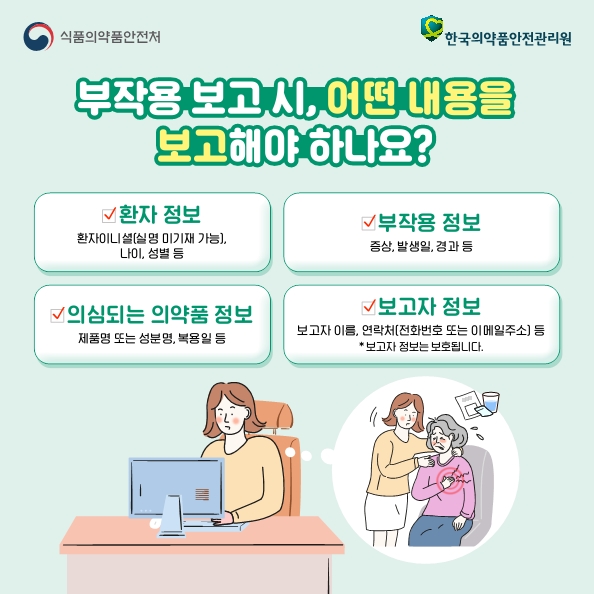 식품의약품안전처
한국의약품안전관리원
부작용 보고 시, 어떤 내용을
보고해야 하나요?
환자 정보
환자이니셜(실명 미기재 가능),
나이, 성별 등
부작용 정보
증상, 발생일, 경과 등
의심되는 의약품 정보
제품명 또는 성분명, 복용일 등
보고자 정보
보고자 이름, 연락처(전화번호 또는 이메일주소) 등
* 보고자 정보는 보호됩니다.